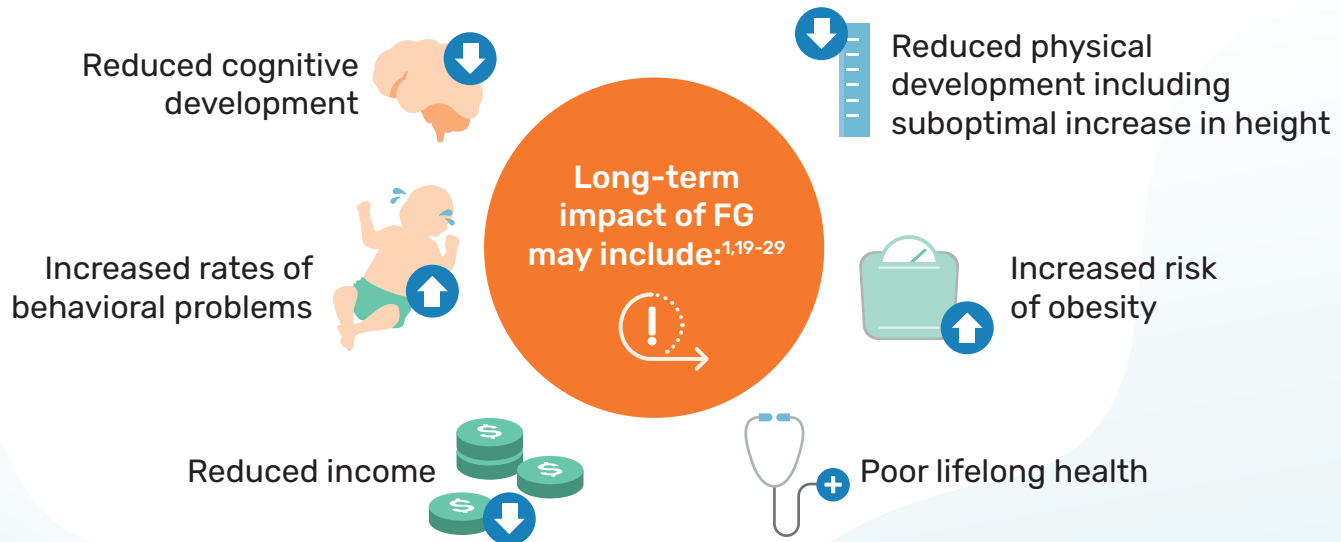 Long-term
impact of FG
may include:1,19-29
Reduced cognitive
development
Increased rates of
behavioral problems
Reduced income
$
$
$
Reduced physical
development including
suboptimal increase in height
Increased risk
of obesity
Poor lifelong health